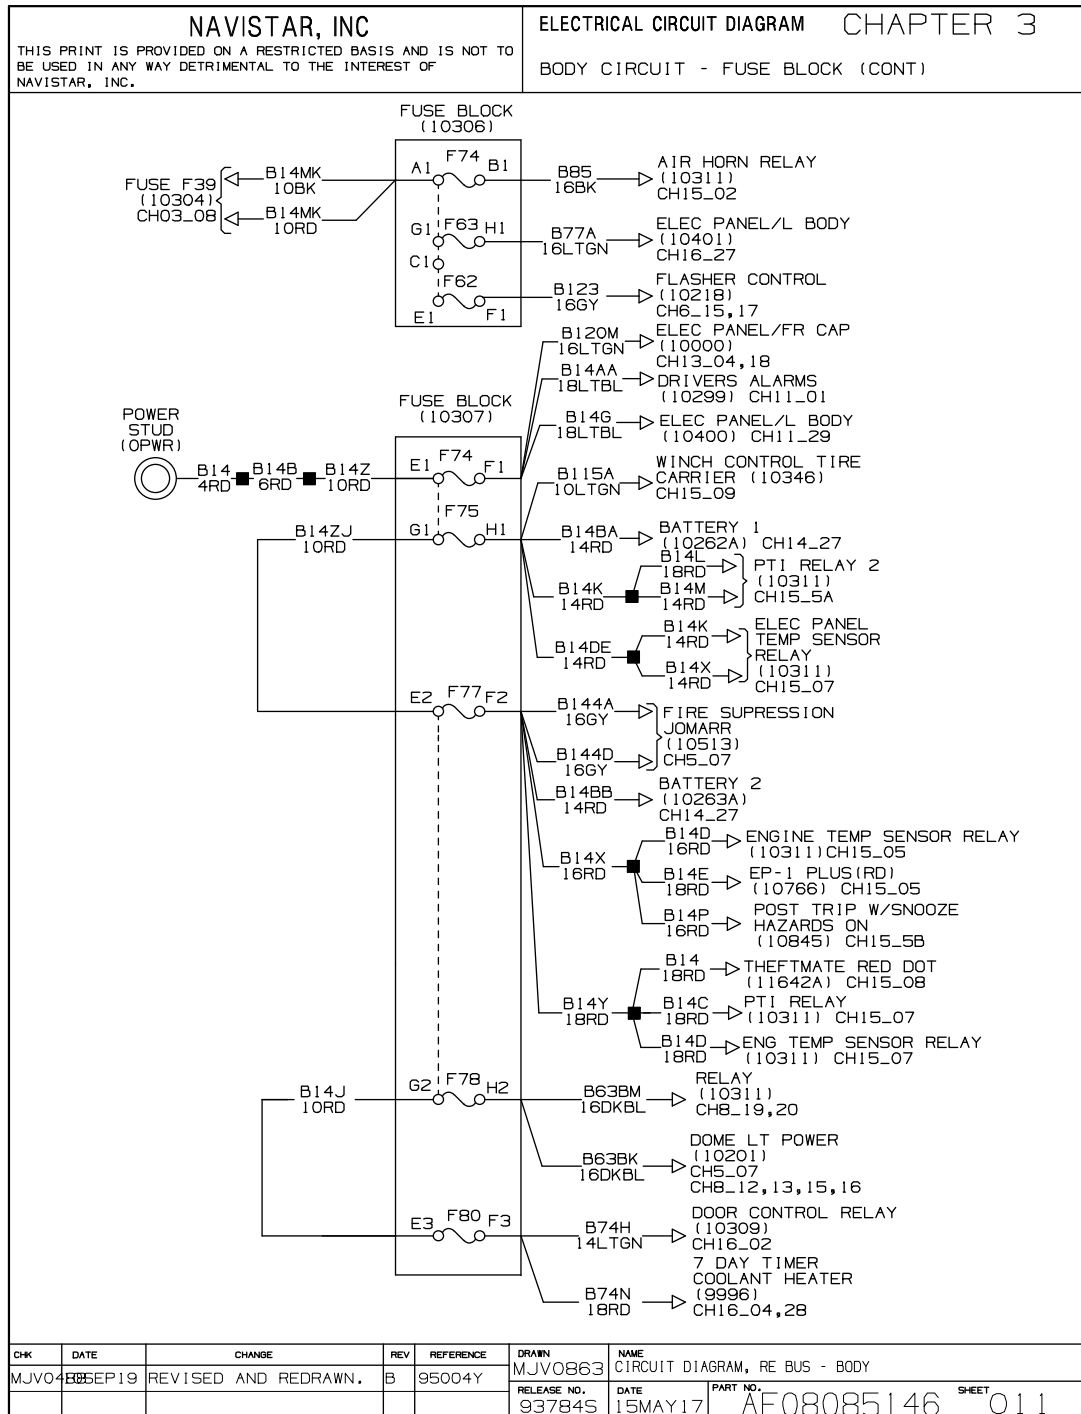 NAVISTAR, INC
THIS PRINT IS PROVIDED ON A RESTRICTED BASIS AND IS NOT TO
BE USED IN ANY WAY DETRIMENTAL TO THE INTEREST OF
NAVISTAR, INC.
ELECTRICAL CIRCUIT DIAGRAM CHAPTER 3
BODY CIRCUIT - FUSE BLOCK (CONT)
FUSE BLOCK
(10306)
FUSE F39
(10304)
CH03_08
B14MK
10BK
B14MK
10RD
A1 F74 B1
G1 F63 H1
C1
F62
E1 F1
B85
16BK
AIR HORN RELAY
(10311)
CH15_02
B77A
16LTGN
ELEC PANEL/L BODY
(10401)
CH16_27
B123
16GY
FLASHER CONTROL
(10218)
CH6_15,17
B120M
16LTGN
ELEC PANEL/FR CAP
(10000)
CH13_04,18
B14AA
18LTBL
DRIVERS ALARMS
(10299) CH11_01
B14G
18LTBL
ELEC PANEL/L BODY
(10400) CH11_29
FUSE BLOCK
(10307)
POWER
STUD
(OPWR)
B14
4RD
B14B
6RD
B14Z
10RD
E1 F74 F1
B115A
10LTGN
WINCH CONTROL TIRE
CARRIER (10346)
CH15_09
B14ZJ
10RD
F75
G1 H1
B14BA
14RD
BATTERY 1
(10262A) CH14_27
B14K
14RD
B14L
18RD
B14M
14RD
PTI RELAY 2
(10311)
CH15_5A
B14DE
14RD
B14K
14RD
B14X
14RD
ELEC PANEL
TEMP SENSOR
RELAY
(10311)
CH15_07
E2 F77 F2
B144A
16GY
B144D
16GY
FIRE SUPRESSION
JOMARR
(10513)
CH5_07
B14BB
14RD
BATTERY 2
(10263A)
CH14_27
B14X
16RD
B14D
16RD
ENGINE TEMP SENSOR RELAY
(10311)CH15_05
B14E
18RD
EP-1 PLUS(RD)
(10766) CH15_05
B14P
16RD
POST TRIP W/SNOOZE
HAZARDS ON
(10845) CH15_5B
B14Y
18RD
B14
18RD
THEFTMATE RED DOT
(11642A) CH15_08
B14C
18RD
PTI RELAY
(10311) CH15_07
B14D
18RD
ENG TEMP SENSOR RELAY
(10311) CH15_07
B14J
10RD
G2 F78 H2
B63BM
16DKBL
RELAY
(10311)
CH8_19,20
B63BK
16DKBL
DOME LT POWER
(10201)
CH5_07
CH8_12,13,15,16
E3 F80 F3
B74H
14LTGN
DOOR CONTROL RELAY
(10309)
CH16_02
B74N
18RD
7 DAY TIMER
COOLANT HEATER
(9996)
CH16_04,28
CHK DATE CHANGE REV REFERENCE
SEP19 REVISED AND REDRAWN. B 95004Y
DRAWN
MJV0863
NAME
CIRCUIT DIAGRAM, RE BUS - BODY
RELEASE NO.
93784S
DATE
15MAY17
PART NO.
AE08085146
SHEET
011